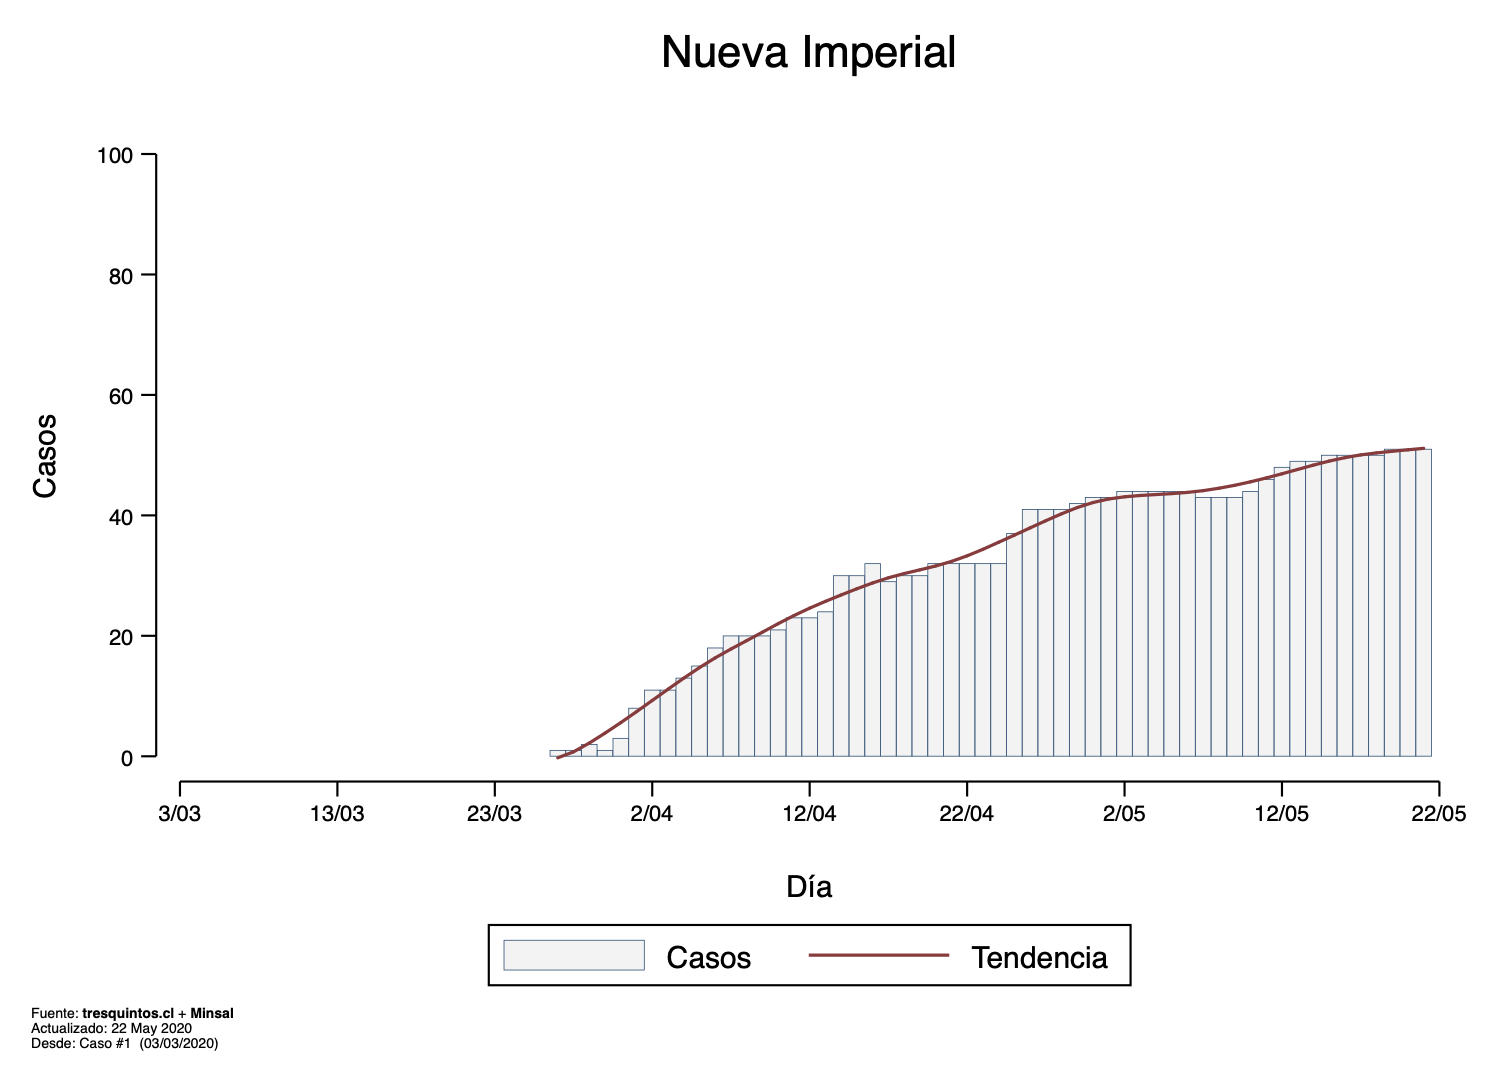 Nueva Imperial
100
80
60
40
20
0
Casos
3/03 13/03 23/03 2/04 12/04 22/04 2/05 12/05 22/05
Día
Casos Tendencia
Fuente: tresquintos.cl + Minsal
Actualizado: 22 May 2020
Desde: Caso #1 (03/03/2020)